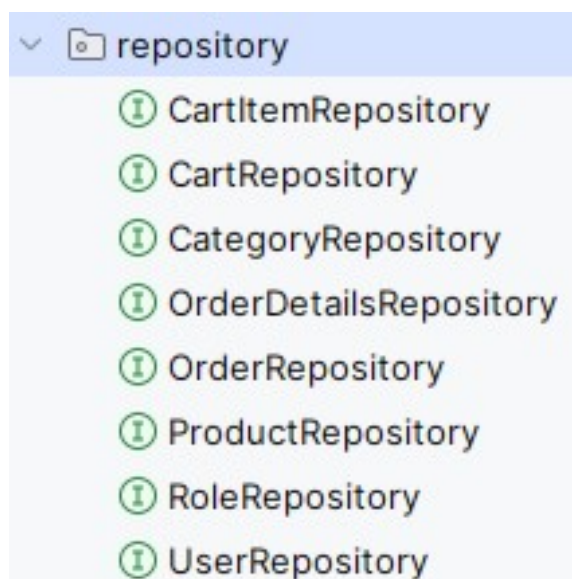 repository
CartItemRepository
CartRepository
CategoryRepository
OrderDetailsRepository
OrderRepository
ProductRepository
RoleRepository
UserRepository